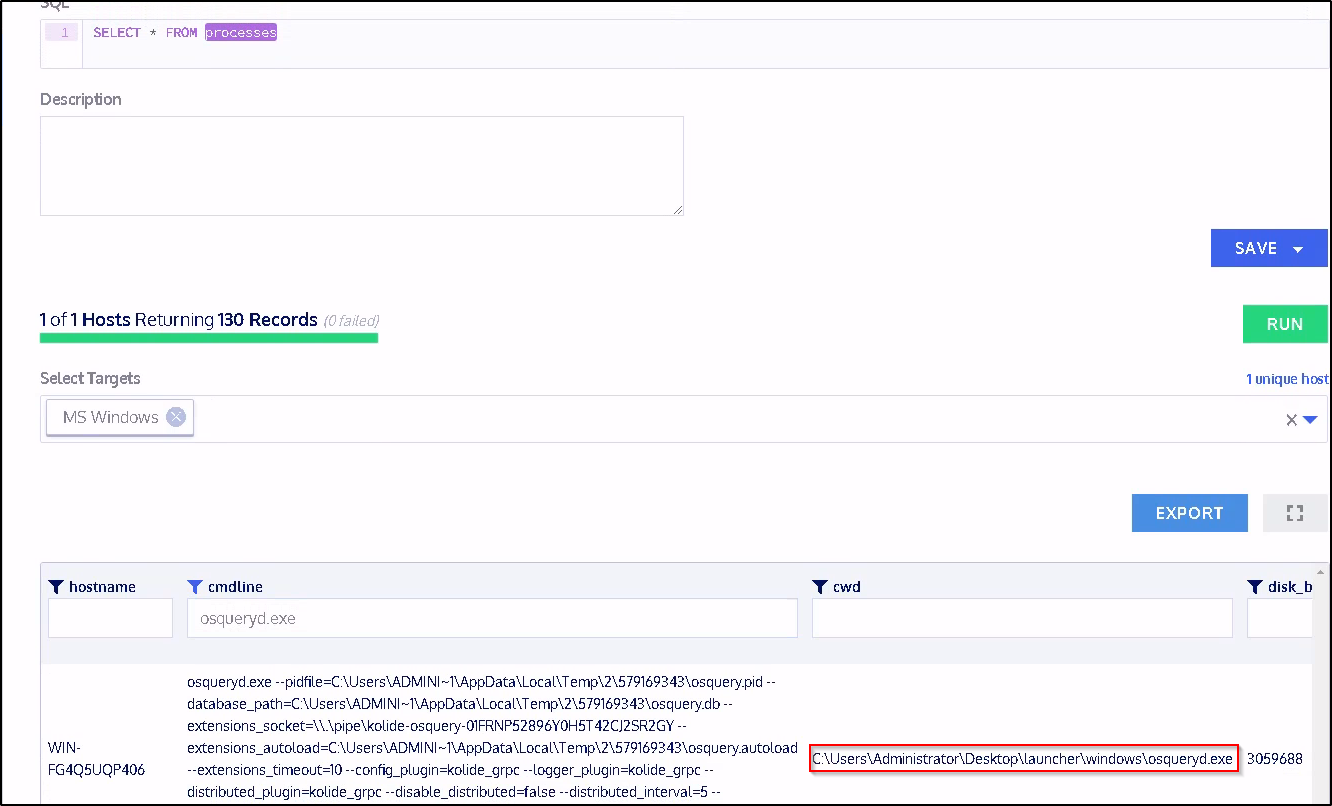 SQL
1 SELECT * FROM processes
Description
SAVE
1 of 1 Hosts Returning 130 Records (0 failed)
RUN
Select Targets
1 unique host
MS Windows
EXPORT
hostname cmdline cwd disk_b
osqueryd.exe
osqueryd.exe --pidfile=C:\Users\ADMINI~1\AppData\Local\Temp\2\579169343\osquery.pid --
database_path=C:\Users\ADMINI~1\AppData\Local\Temp\2\579169343\osquery.db --
extensions_socket=\\.\pipe\kolide-osquery-01FRNP52896Y0H5T42CJ2SR2GY --
extensions_autoload=C:\Users\ADMINI~1\AppData\Local\Temp\2\579169343\osquery.autoload
--extensions_timeout=10 --config_plugin=kolide_grpc --logger_plugin=kolide_grpc --
distributed_plugin=kolide_grpc --disable_distributed=false --distributed_interval=5 --
WIN-
FG4Q5UQP406
C:\Users\Administrator\Desktop\launcher\windows\osqueryd.exe
3059688